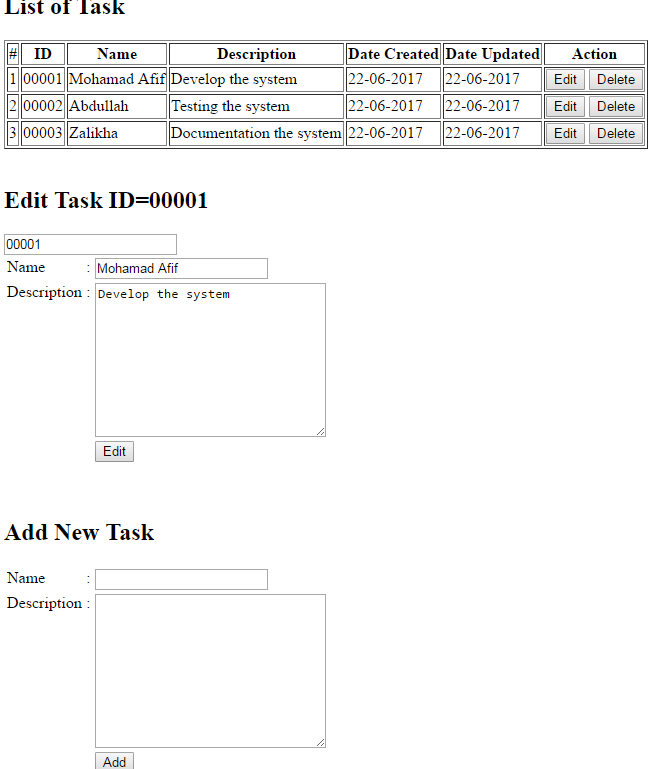 List of Task
# ID Name Description Date Created Date Updated Action
1 00001 Mohamad Afif Develop the system 22-06-2017 22-06-2017 Edit Delete
2 00002 Abdullah Testing the system 22-06-2017 22-06-2017 Edit Delete
3 00003 Zalikha Documentation the system 22-06-2017 22-06-2017 Edit Delete
Edit Task ID=00001
00001
Name : Mohamad Afif
Description : Develop the system
Edit
Add New Task
Name :
Description :
Add